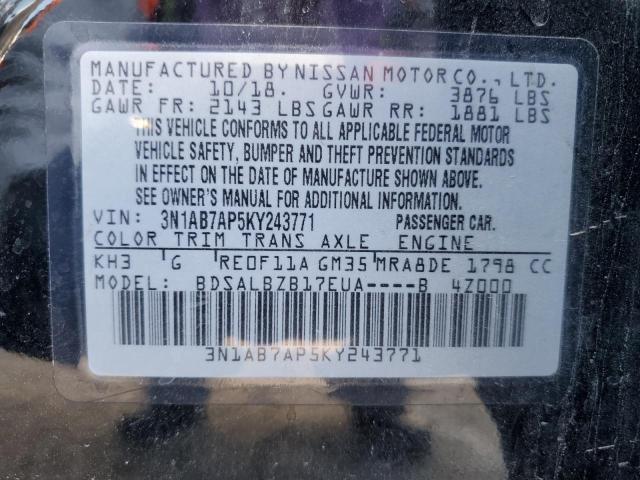 MANUFACTURED BY NISSAN MOTOR CO., LTD.
DATE: 10/18. GVWR: 3876 LBS
GAWR FR: 2143 LBS GAWR RR: 1881 LBS
THIS VEHICLE CONFORMS TO ALL APPLICABLE FEDERAL MOTOR
VEHICLE SAFETY, BUMPER AND THEFT PREVENTION STANDARDS
IN EFFECT ON THE DATE OF MANUFACTURE SHOWN ABOVE.
SEE OWNER'S MANUAL FOR ADDITIONAL INFORMATION.
VIN: 3N1AB7AP5KY243771 PASSENGER CAR.
COLOR TRIM TRANS AXLE ENGINE
KH3 G RE0F11A GM35 MRA8DE 1798 CC
MODEL: BDSALBZB17EUA----B 4Z000
3N1AB7AP5KY243771